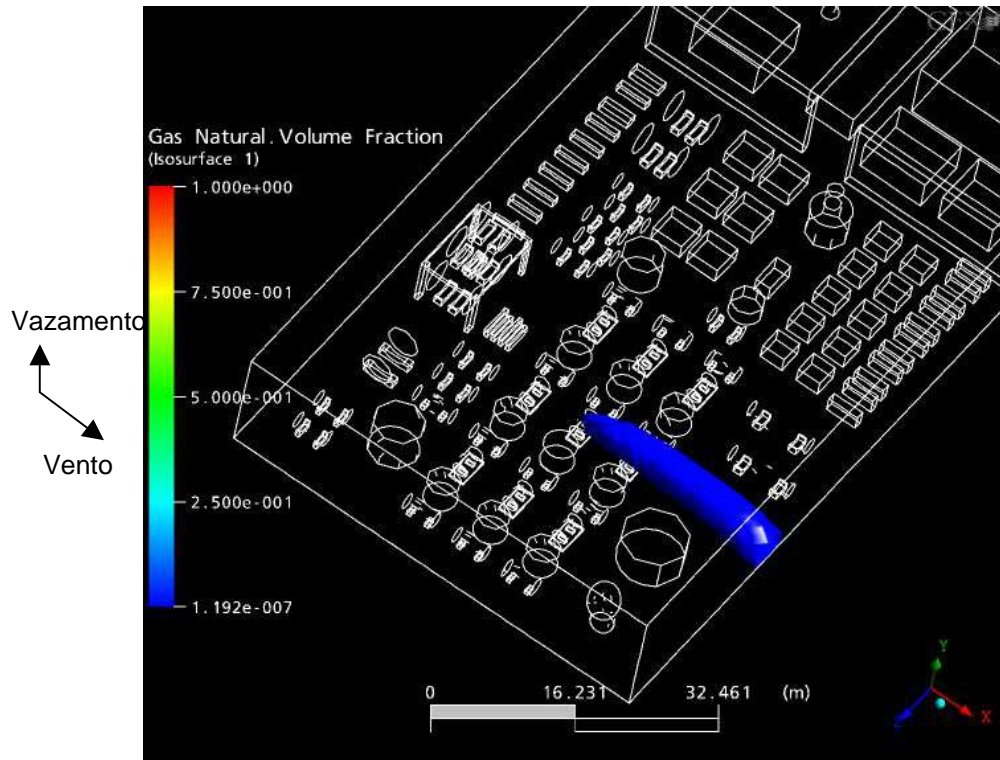 Gas Natural.Volume Fraction
(Isosurface 1)
1.000e+000
7.500e-001
5.000e-001
2.500e-001
1.192e-007
Vazamento
Vento
0 16.231 32.461 (m)
Y
X
Z